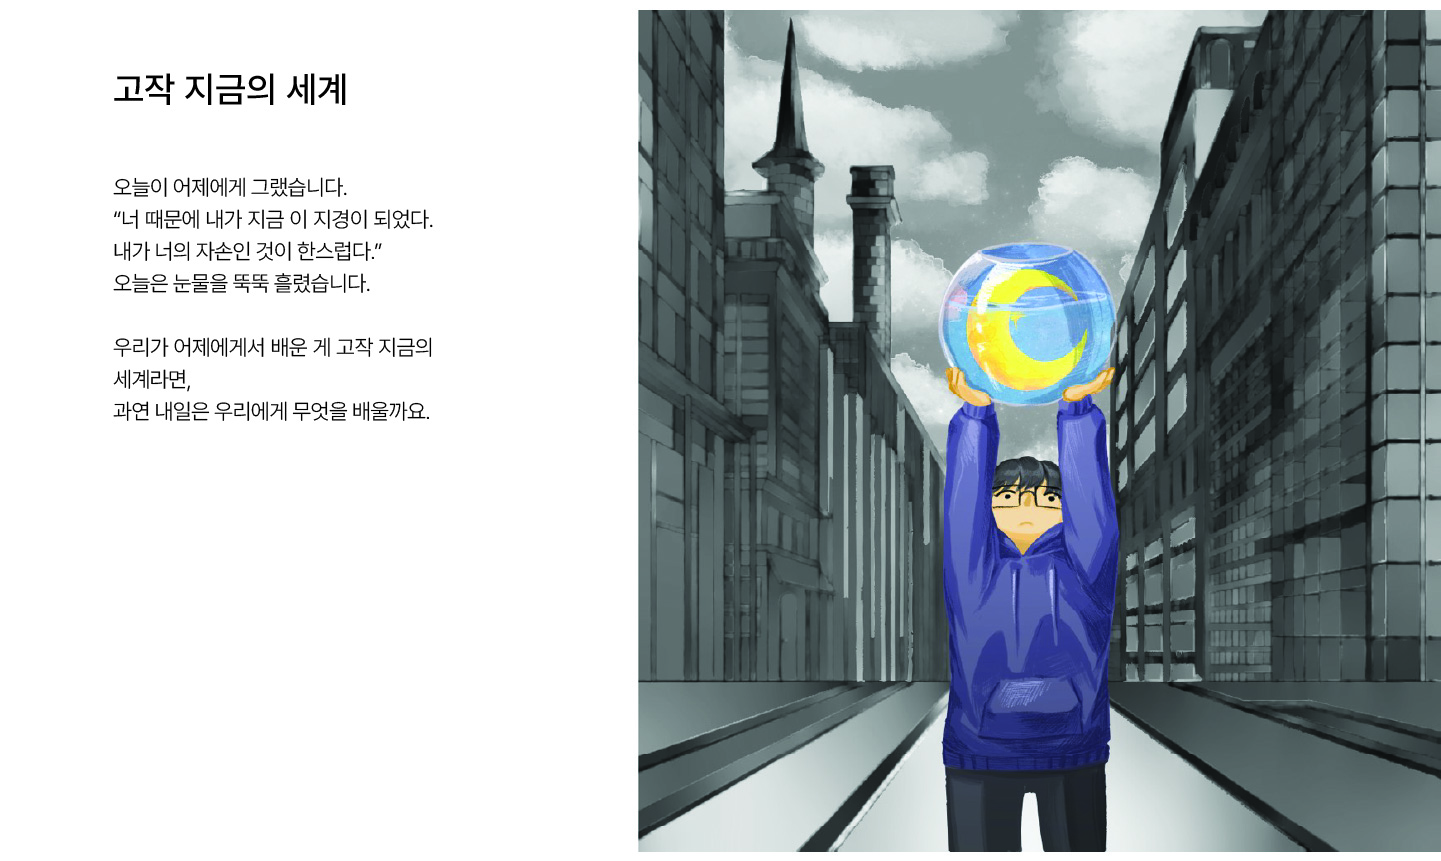 고작 지금의 세계
오늘이 어제에게 그랬습니다.
“너 때문에 내가 지금 이 지경이 되었다.
내가 너의 자손인 것이 한스럽다.”
오늘은 눈물을 뚝뚝 흘렸습니다.
우리가 어제에게서 배운 게 고작 지금의
세계라면,
과연 내일은 우리에게 무엇을 배울까요.